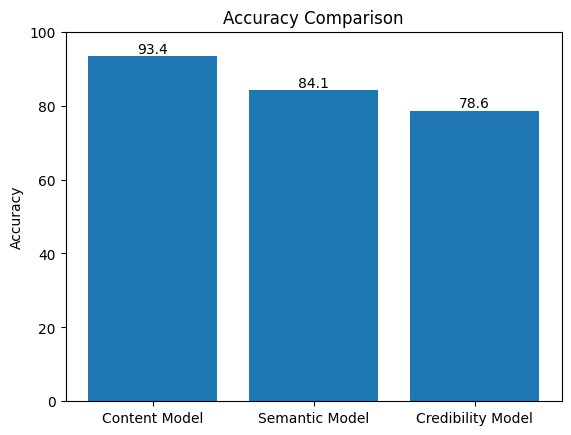 Accuracy Comparison
100
80
60
40
20
0
Accuracy
93.4
84.1
78.6
Content Model
Semantic Model
Credibility Model